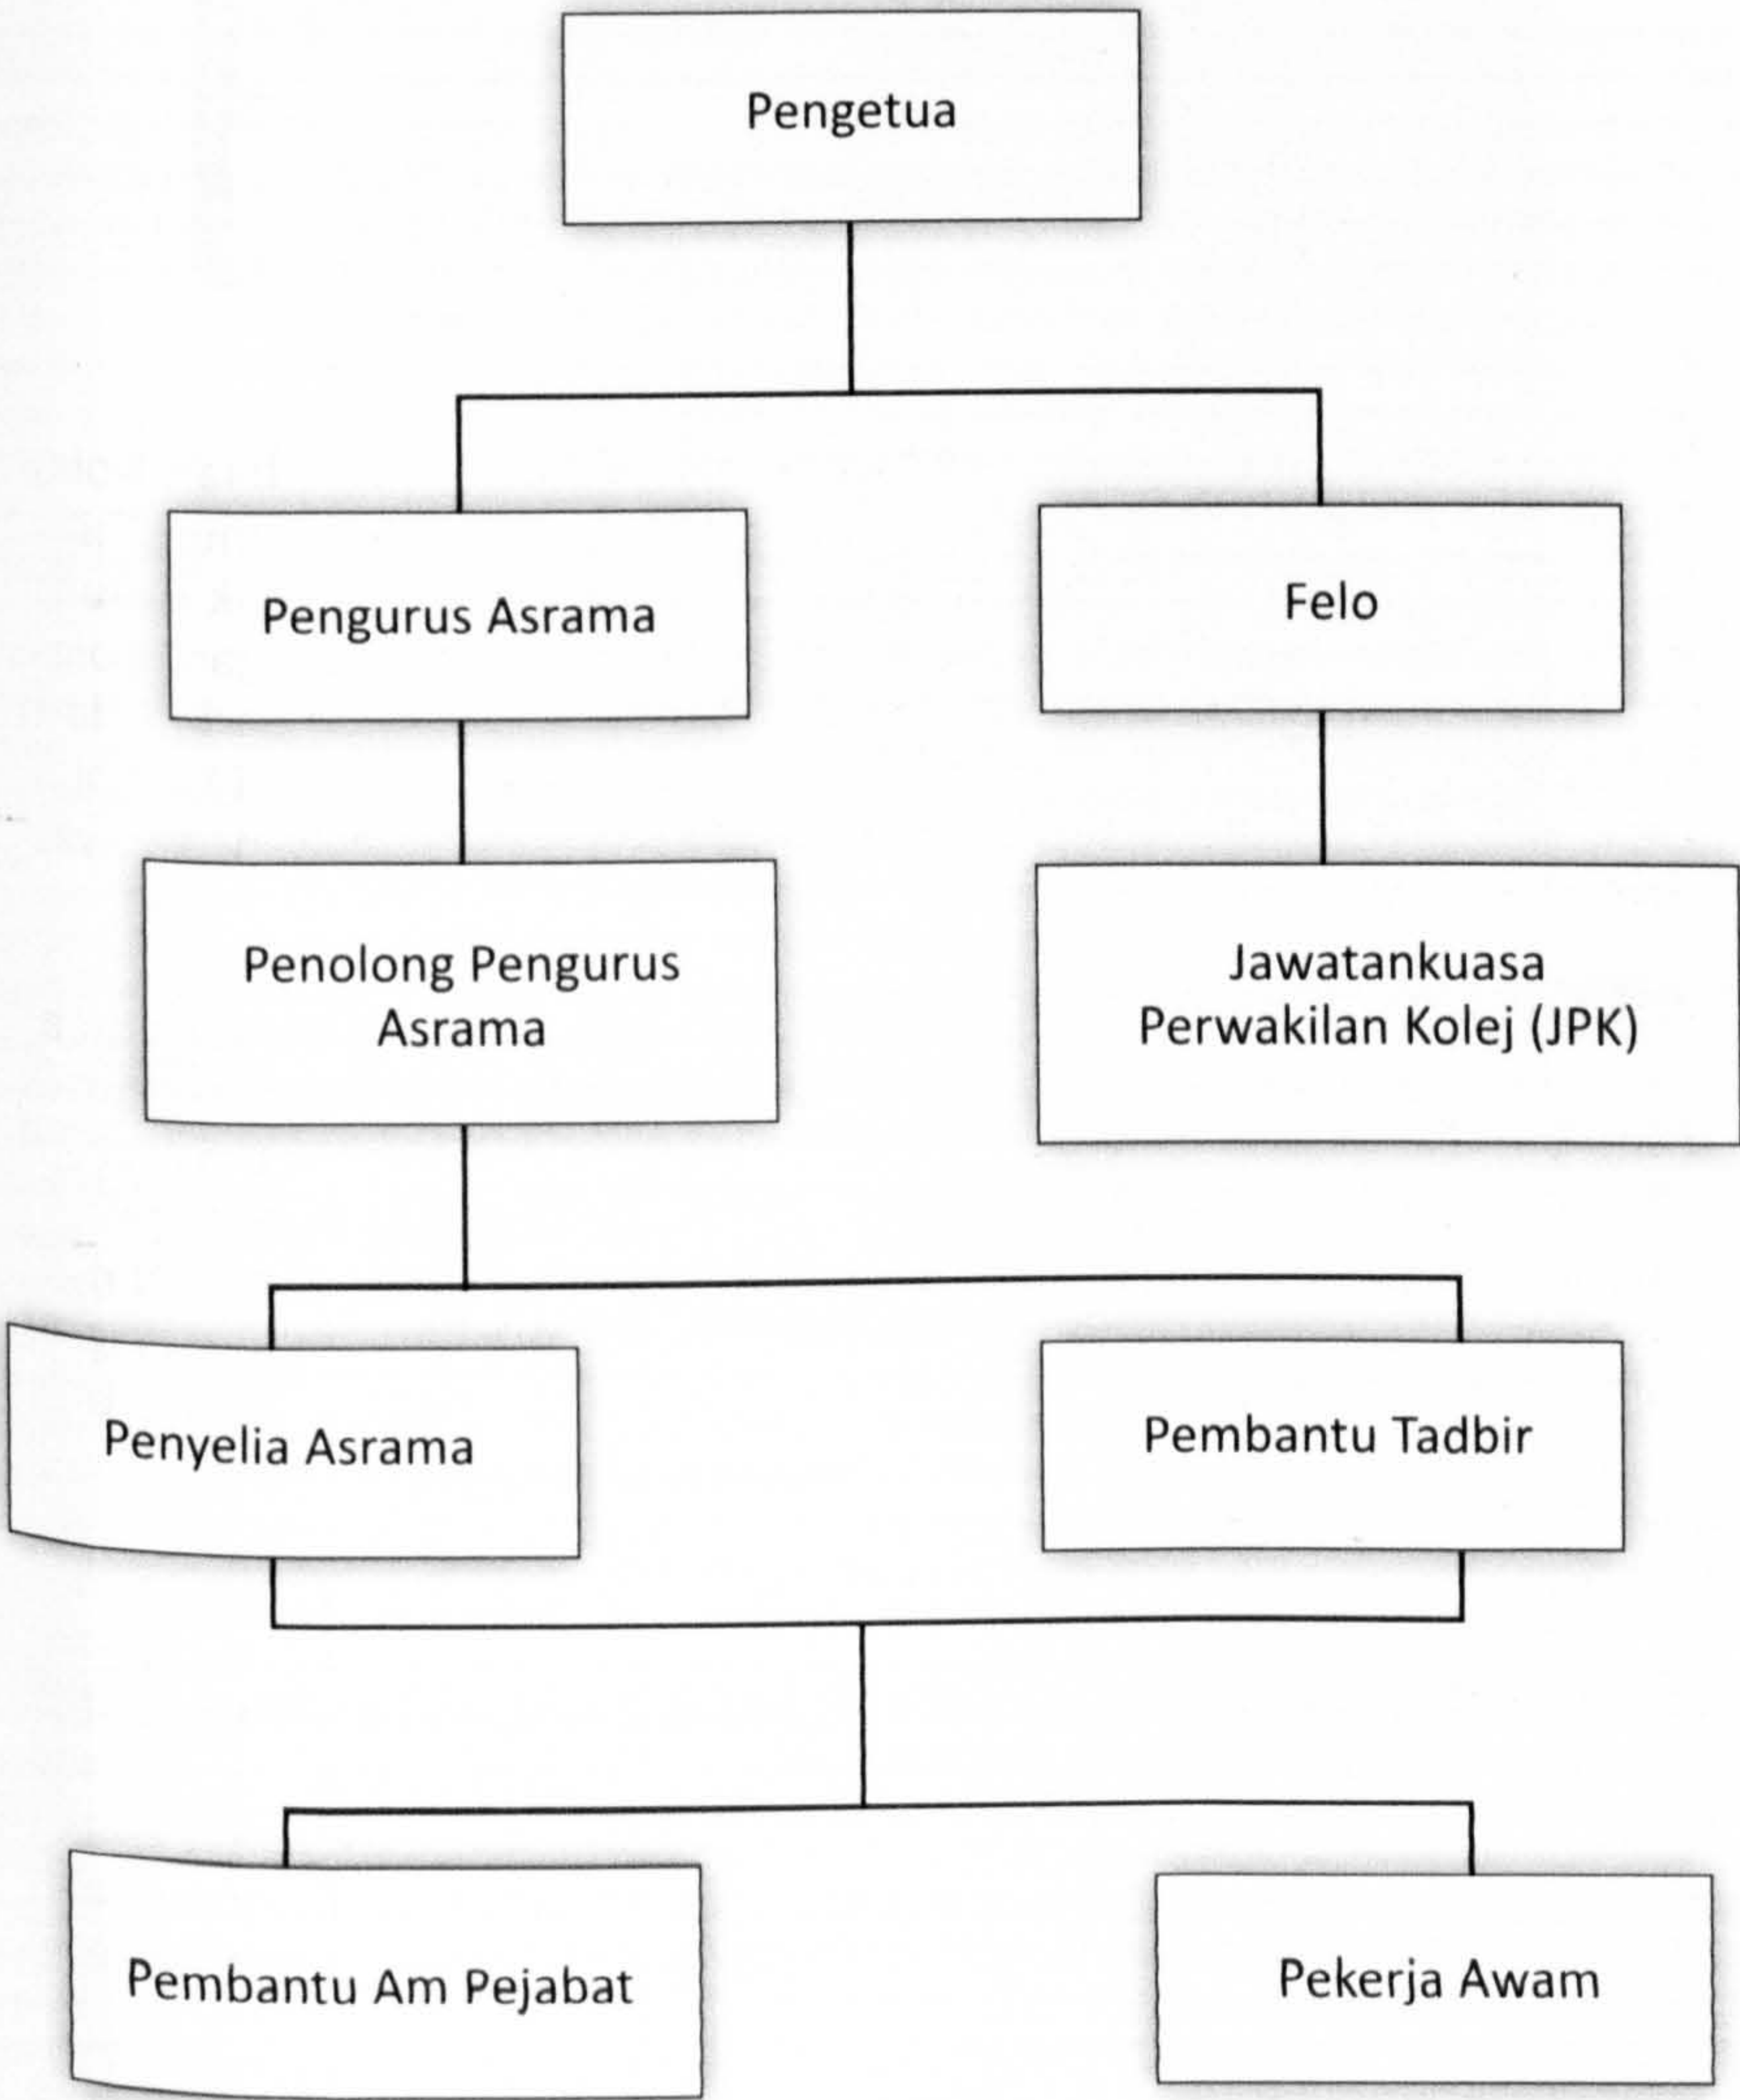 Pengetua
Pengurus Asrama
Felo
Penolong Pengurus
Asrama
Jawatankuasa
Perwakilan Kolej (JPK)
Penyelia Asrama
Pembantu Tadbir
Pembantu Am Pejabat
Pekerja Awam